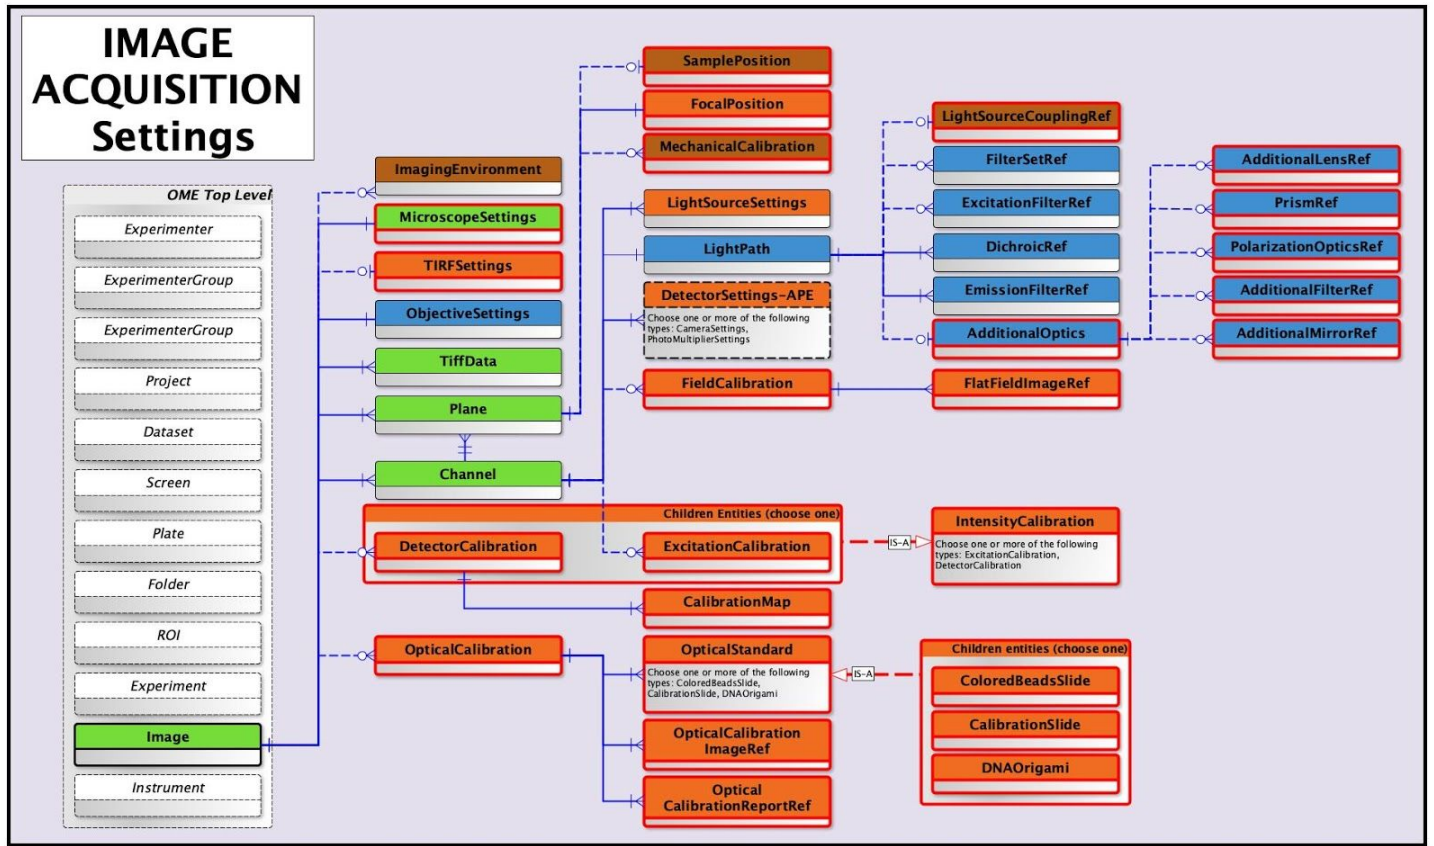 IMAGE
ACQUISITION
Settings
OME Top Level
Experimenter
ExperimenterGroup
ExperimenterGroup
Project
Dataset
Screen
Plate
Folder
ROI
Experiment
Image
Instrument
ImagingEnvironment
MicroscopeSettings
TIRFSettings
ObjectiveSettings
TiffData
Plane
Channel
Children Entities (choose one)
DetectorCalibration
ExcitationCalibration
OpticalCalibration
SamplePosition
FocalPosition
MechanicalCalibration
LightSourceSettings
LightPath
DetectorSettings-APE
Choose one or more of the following
types: CameraSettings,
PhotoMultiplierSettings
FieldCalibration
CalibrationMap
OpticalStandard
Choose one or more of the following
types: ColoredBeadsSlide,
CalibrationSlide, DNAOrigami
OpticalCalibration
ImageRef
Optical
CalibrationReportRef
LightSourceCouplingRef
FilterSetRef
ExcitationFilterRef
DichroicRef
EmissionFilterRef
AdditionalOptics
FlatFieldImageRef
IS-A
IntensityCalibration
Choose one or more of the following
types: ExcitationCalibration,
DetectorCalibration
IS-A
Children entities (choose one)
ColoredBeadsSlide
CalibrationSlide
DNAOrigami
AdditionalLensRef
PrismRef
PolarizationOpticsRef
AdditionalFilterRef
AdditionalMirrorRef